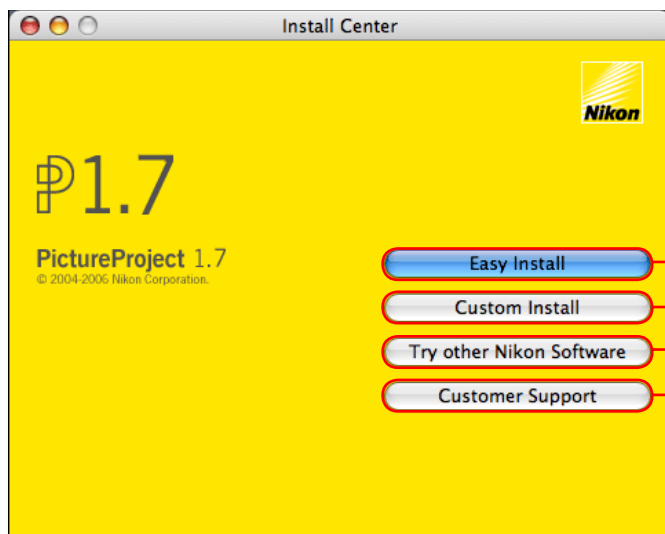 Install Center
Nikon
P1.7
PictureProject 1.7
© 2004-2006 Nikon Corporation.
Easy Install
Custom Install
Try other Nikon Software
Customer Support